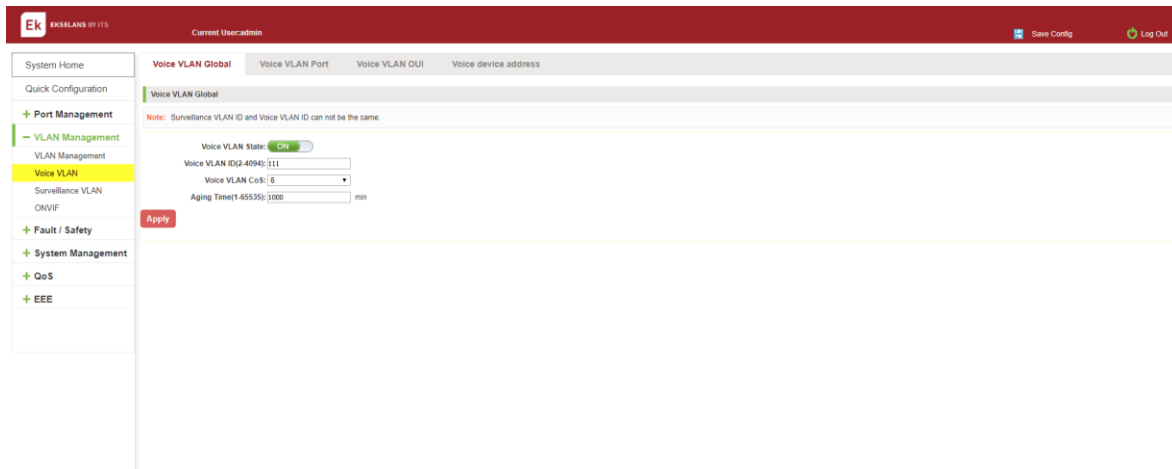 Ek EKSELANS BY ITS
Current User:admin
Save Config
Log Out
System Home
Quick Configuration
+ Port Management
− VLAN Management
VLAN Management
Voice VLAN
Surveillance VLAN
ONVIF
+ Fault / Safety
+ System Management
+ QoS
+ EEE
Voice VLAN Global Voice VLAN Port Voice VLAN OUI Voice device address
Voice VLAN Global
Note: Surveillance VLAN ID and Voice VLAN ID can not be the same.
Voice VLAN State: ON
Voice VLAN ID(2-4094): 111
Voice VLAN CoS: 6
Aging Time(1-65535): 1000 min
Apply